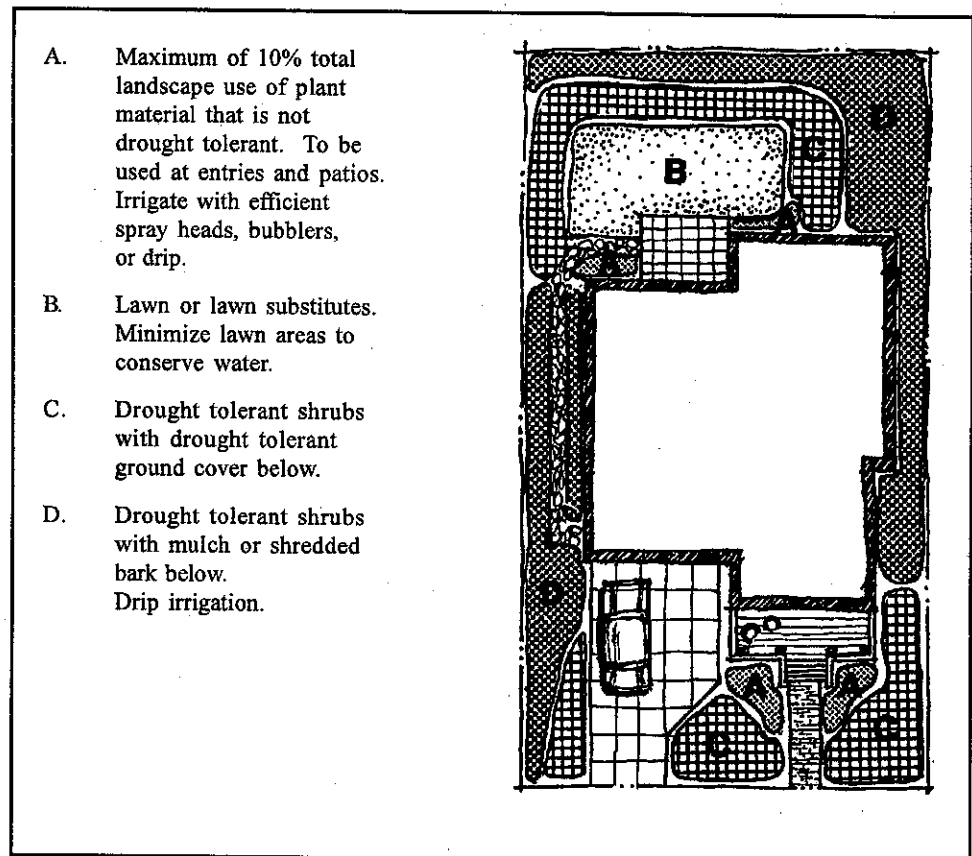 A. Maximum of 10% total
landscape use of plant
material that is not
drought tolerant. To be
used at entries and patios.
Irrigate with efficient
spray heads, bubblers,
or drip.
B. Lawn or lawn substitutes.
Minimize lawn areas to
conserve water.
C. Drought tolerant shrubs
with drought tolerant
ground cover below.
D. Drought tolerant shrubs
with mulch or shredded
bark below.
Drip irrigation.
D
C
B
A
A
D
A
A
C
C